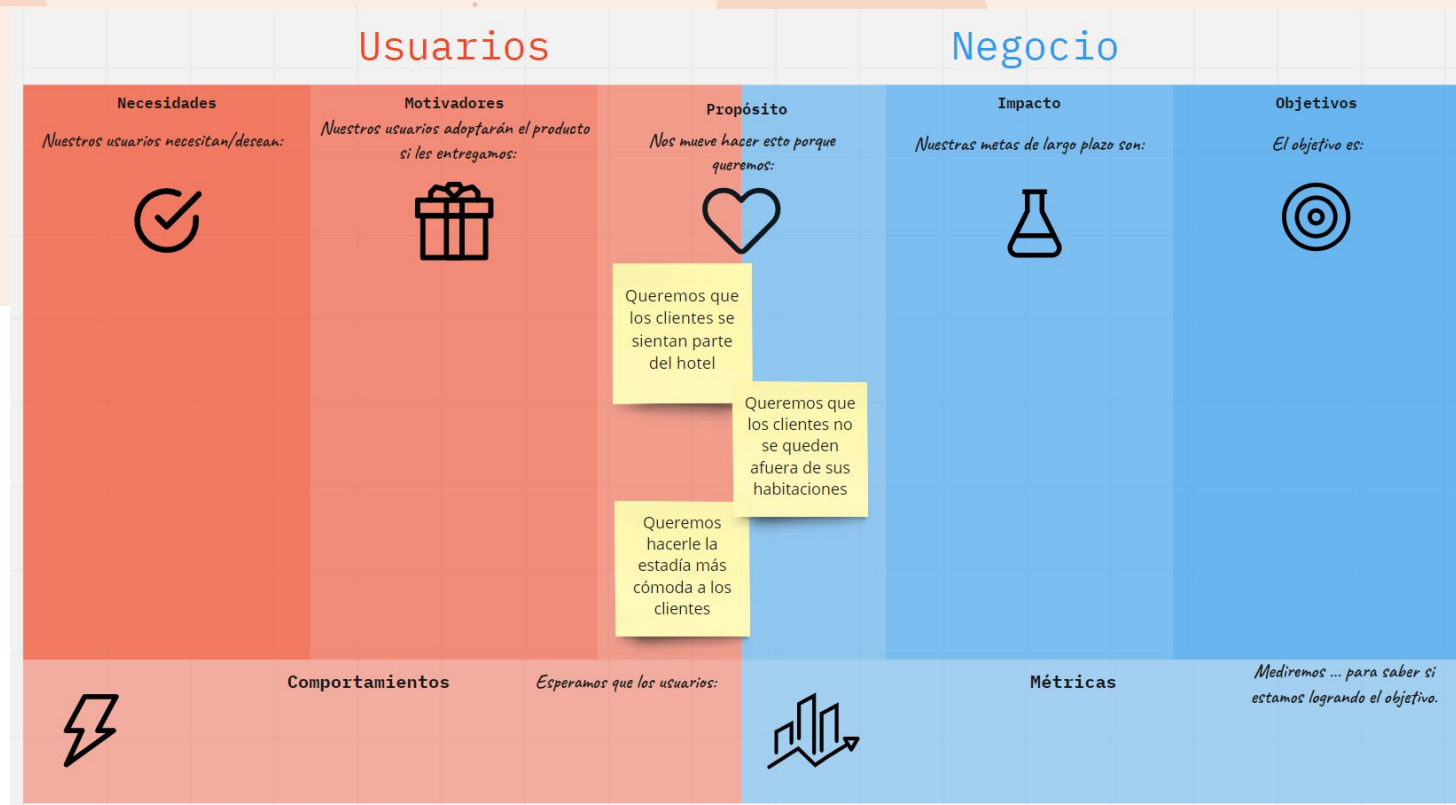 Usuarios
Negocio
Necesidades
Nuestros usuarios necesitan/desean:
Motivadores
Nuestros usuarios adoptarán el producto
si les entregamos:
Propósito
Nos mueve hacer esto porque
queremos:
Impacto
Nuestras metas de largo plazo son:
Objetivos
El objetivo es:
Queremos que
los clientes se
sientan parte
del hotel
Queremos que
los clientes no
se queden
afuera de sus
habitaciones
Queremos
hacerle la
estadía más
cómoda a los
clientes
Comportamientos
Esperamos que los usuarios:
Métricas
Mediremos ... para saber si
estamos logrando el objetivo.